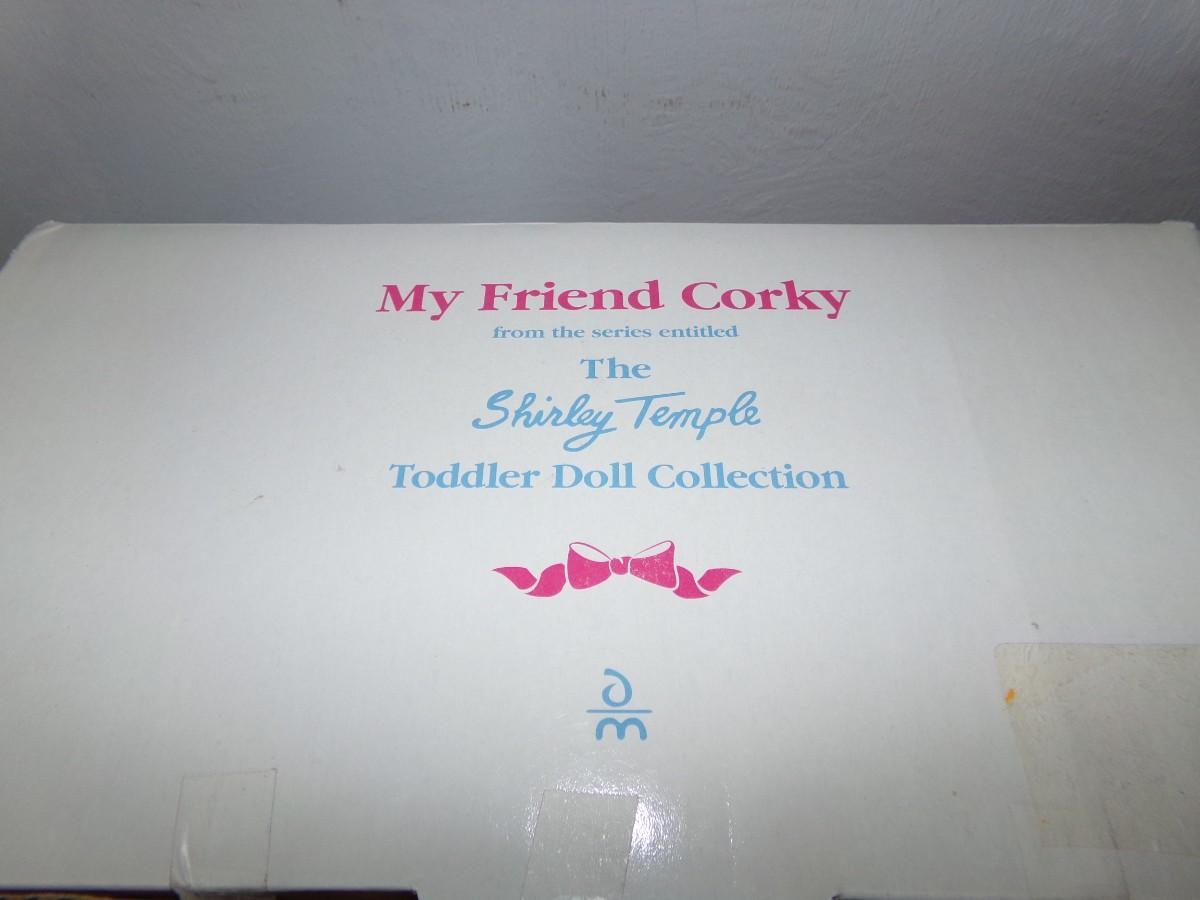 My Friend Corky
from the series entitled
The
Shirley Temple
Toddler Doll Collection